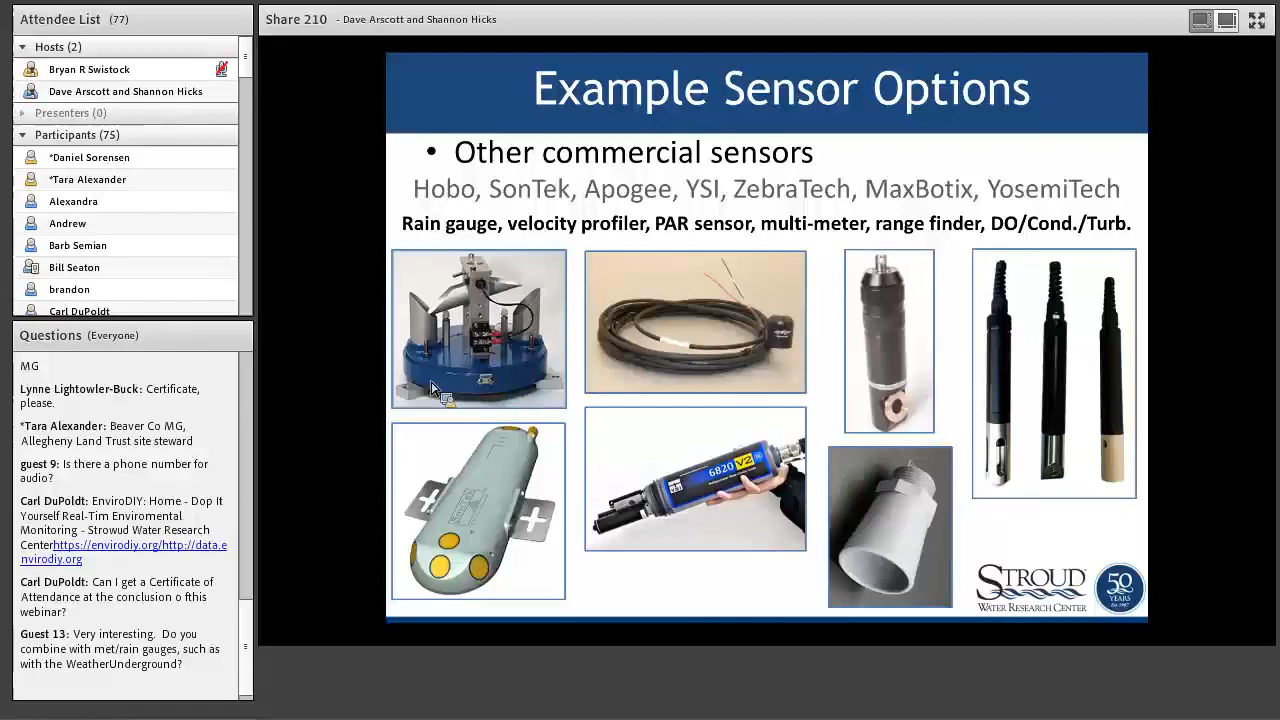 Attendee List (77)
Hosts (2)
Bryan R Swistock
Dave Arscott and Shannon Hicks
Presenters (0)
Participants (75)
*Daniel Sorensen
*Tara Alexander
Alexandra
Andrew
Barb Semian
Bill Seaton
brandon
Carl DuPoldt
Questions (Everyone)
MG
Lynne Lightowler-Buck: Certificate,
please.
*Tara Alexander: Beaver Co MG,
Allegheny Land Trust site steward
guest 9: Is there a phone number for
audio?
Carl DuPoldt: EnviroDIY: Home - Dop It
Yourself Real-Tim Enviromental
Monitoring - Strowud Water Research
Centerhttps://envirodiy.org/http://data.e
nvirodiy.org
Carl DuPoldt: Can I get a Certificate of
Attendance at the conclusion o fthis
webinar?
Guest 13: Very interesting. Do you
combine with met/rain gauges, such as
with the WeatherUnderground?
Share 210 - Dave Arscott and Shannon Hicks
Example Sensor Options
• Other commercial sensors
Hobo, SonTek, Apogee, YSI, ZebraTech, MaxBotix, YosemiTech
Rain gauge, velocity profiler, PAR sensor, multi-meter, range finder, DO/Cond./Turb.
6820 V2
STROUD
WATER RESEARCH CENTER
50
YEARS
Est. 1967